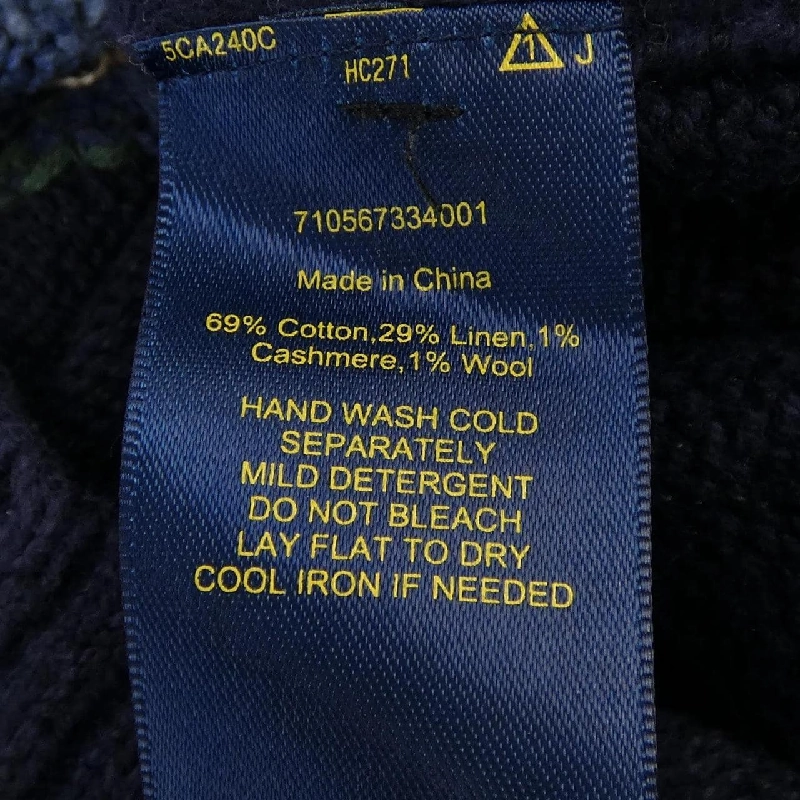 5CA240C
HC271
1 J
710567334001
Made in China
69% Cotton,29% Linen,1%
Cashmere,1% Wool
HAND WASH COLD
SEPARATELY
MILD DETERGENT
DO NOT BLEACH
LAY FLAT TO DRY
COOL IRON IF NEEDED